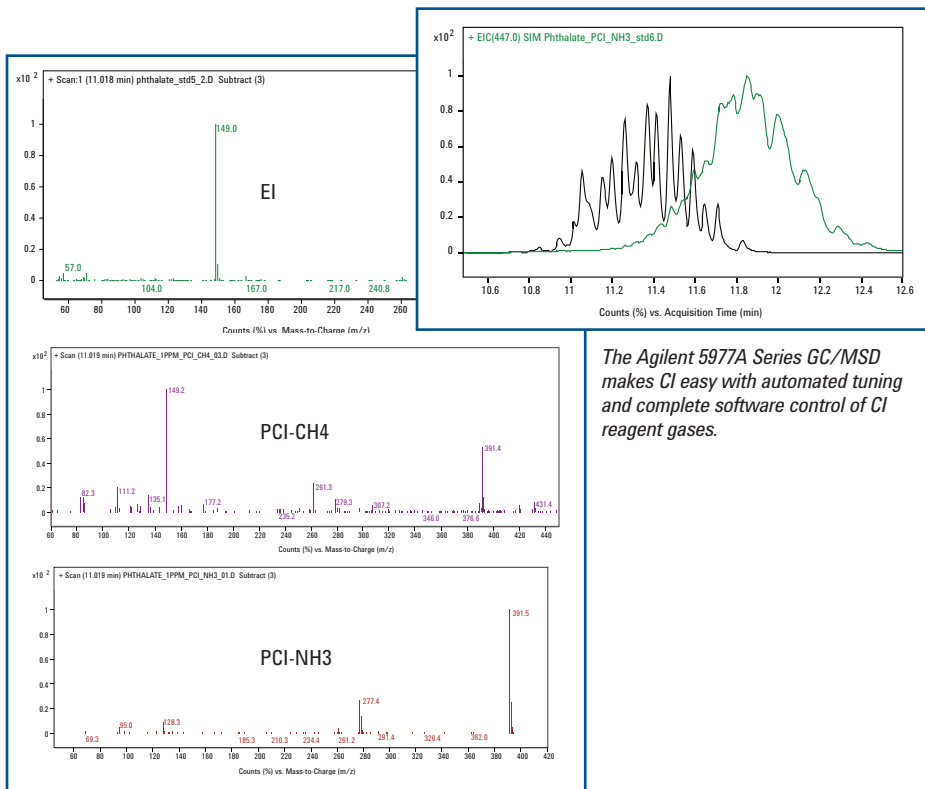 + Scan:1 (11.018 min) phthalate_std5_2.D Subtract (3)
x10 2
1
0.8
0.6
0.4
0.2
0
149.0
EI
57.0
104.0
167.0
217.0
240.8
60 80 100 120 140 160 180 200 220 240 260
Counts (%) vs. Mass-to-Charge (m/z)
+ EIC(447.0) SIM Phthalate_PCI_NH3_std6.D
x10 2
1
0.8
0.6
0.4
0.2
0
10.6 10.8 11 11.2 11.4 11.6 11.8 12 12.2 12.4 12.6
Counts (%) vs. Acquisition Time (min)
The Agilent 5977A Series GC/MSD
makes CI easy with automated tuning
and complete software control of CI
reagent gases.
+ Scan (11.019 min) PHTHALATE_1PPM_PCI_CH4_03.D Subtract (3)
x10 2
1
0.8
0.6
0.4
0.2
0
149.2
PCI-CH4
391.4
82.3
111.2
135.1
177.2
235.2
261.3
279.3
307.2
346.0
376.6
431.4
60 80 100 120 140 160 180 200 220 240 260 280 300 320 340 360 380 400 420 440
Counts (%) vs. Mass-to-Charge (m/z)
+ Scan (11.019 min) PHTHALATE_1PPM_PCI_NH3_01.D Subtract (3)
x10 2
1
0.8
0.6
0.4
0.2
0
391.5
PCI-NH3
277.4
69.3
95.0
128.3
185.3
210.3
234.4
261.2
291.4
326.4
362.0
60 80 100 120 140 160 180 200 220 240 260 280 300 320 340 360 380 400 420
Counts (%) vs. Mass-to-Charge (m/z)